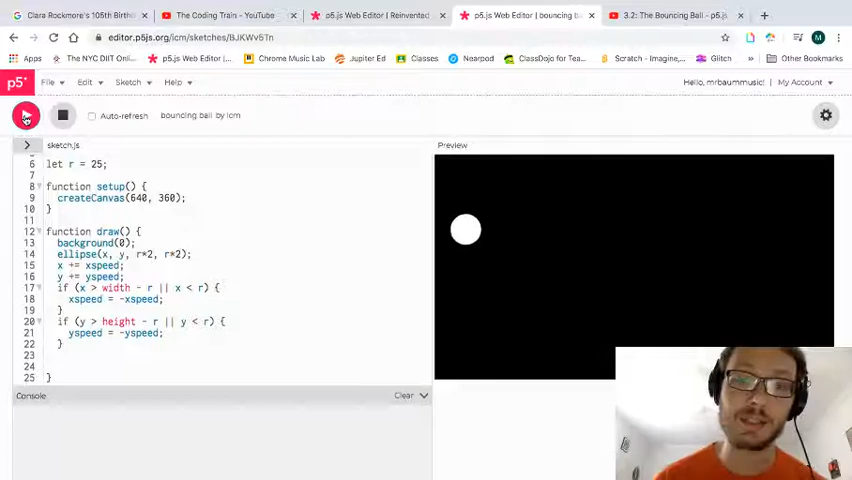 Clara Rockmore's 105th Birth
The Coding Train - YouTube
p5.js Web Editor | Reinvented
p5.js Web Editor | bouncing b
3.2: The Bouncing Ball - p5.js
editor.p5js.org/icm/sketches/BJKWv5Tn
Apps
The NYC DIIT Onli...
p5.js Web Editor |...
Chrome Music Lab
Jupiter Ed
Classes
Nearpod
ClassDojo for Tea...
Scratch - Imagine,...
Glitch
Other Bookmarks
p5*
File
Edit
Sketch
Help
Hello, mrbaummusic!
My Account
Auto-refresh
bouncing ball by icm
sketch.js
Preview
6 let r = 25;
7
8 function setup() {
9 createCanvas(640, 360);
10 }
11
12 function draw() {
13 background(0);
14 ellipse(x, y, r*2, r*2);
15 x += xspeed;
16 y += yspeed;
17 if (x > width - r || x < r) {
18 xspeed = -xspeed;
19 }
20 if (y > height - r || y < r) {
21 yspeed = -yspeed;
22 }
23
24
25 }
Console
Clear